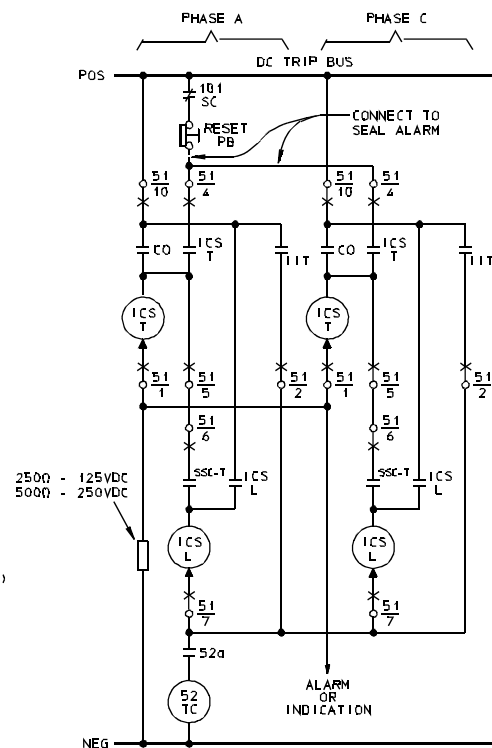 PHASE A PHASE C
DC TRIP BUS
POS
101
SC
RESET
PB
CONNECT TO
SEAL ALARM
51
10
51
4
51
10
51
4
CO
ICS
T
IIT
CO
ICS
T
IIT
ICS
T
ICS
T
51
1
51
5
51
2
51
1
51
5
51
2
51
6
51
6
250Ω - 125VDC
500Ω - 250VDC
SSC-T
ICS
L
SSC-T
ICS
L
ICS
L
ICS
L
51
7
51
7
52a
52
TC
ALARM
OR
INDICATION
NEG